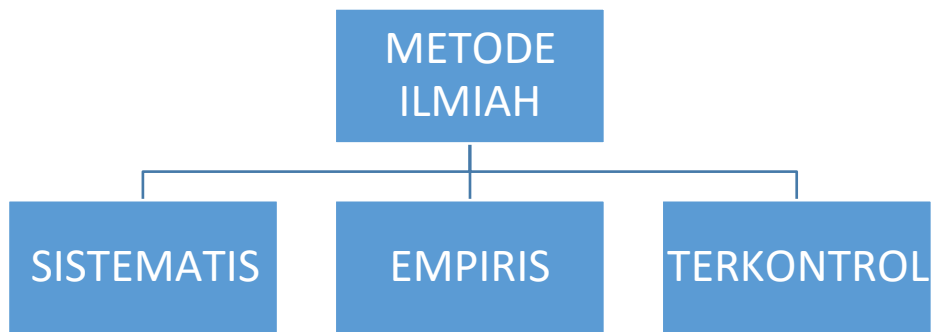 METODE
ILMIAH
SISTEMATIS
EMPIRIS
TERKONTROL